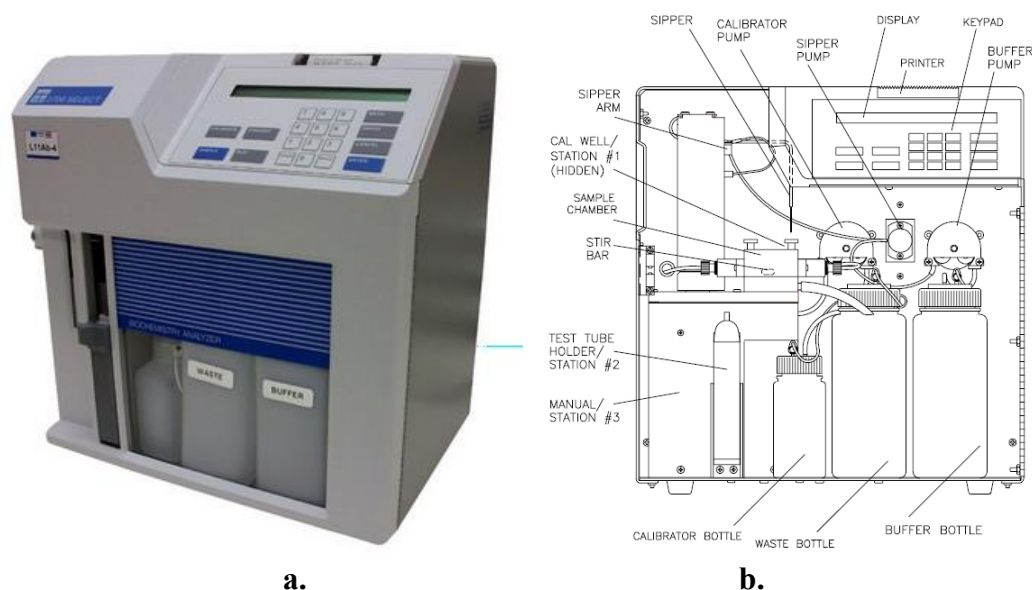 2700 SELECT
L11Ab-4
BIOCHEMISTRY ANALYZER
WASTE
BUFFER
a.
SIPPER
CALIBRATOR
PUMP
SIPPER
PUMP
DISPLAY
KEYPAD
PRINTER
BUFFER
PUMP
SIPPER
ARM
CAL WELL/
STATION #1
(HIDDEN)
SAMPLE
CHAMBER
STIR
BAR
TEST TUBE
HOLDER/
STATION #2
MANUAL/
STATION #3
CALIBRATOR BOTTLE
WASTE BOTTLE
BUFFER BOTTLE
b.